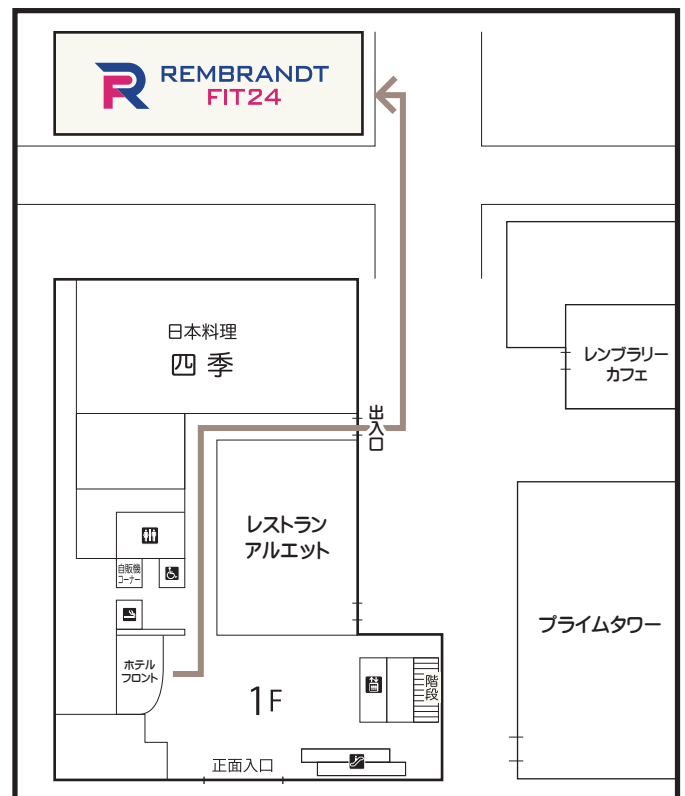 REMBRANDT
FIT24
日本料理
四季
レンブラリー
カフェ
出入口
レストラン
アルエット
自販機
コーナー
プライムタワー
ホテル
フロント
階段
1F
正面入口